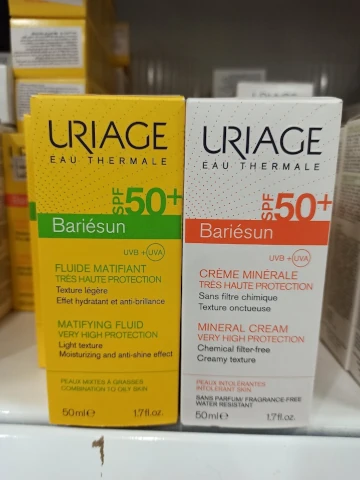 URIAGE
EAU THERMALE
SPF50+
Bariésun
UVB + UVA
FLUIDE MATIFIANT
TRÈS HAUTE PROTECTION
Texture légère
Effet hydratant et anti-brillance
MATIFYING FLUID
VERY HIGH PROTECTION
Light texture
Moisturizing and anti-shine effect
PEAUX MIXTES À GRASSES
COMBINATION TO OILY SKIN
50ml e 1.7fl.oz.
URIAGE
EAU THERMALE
SPF50+
Bariésun
UVB + UVA
CRÈME MINÉRALE
TRÈS HAUTE PROTECTION
Sans filtre chimique
Texture onctueuse
MINERAL CREAM
VERY HIGH PROTECTION
Chemical filter-free
Creamy texture
PEAUX INTOLÉRANTES
INTOLERANT SKIN
SANS PARFUM/ FRAGRANCE-FREE
WATER RESISTANT
50ml e 1.7fl.oz.